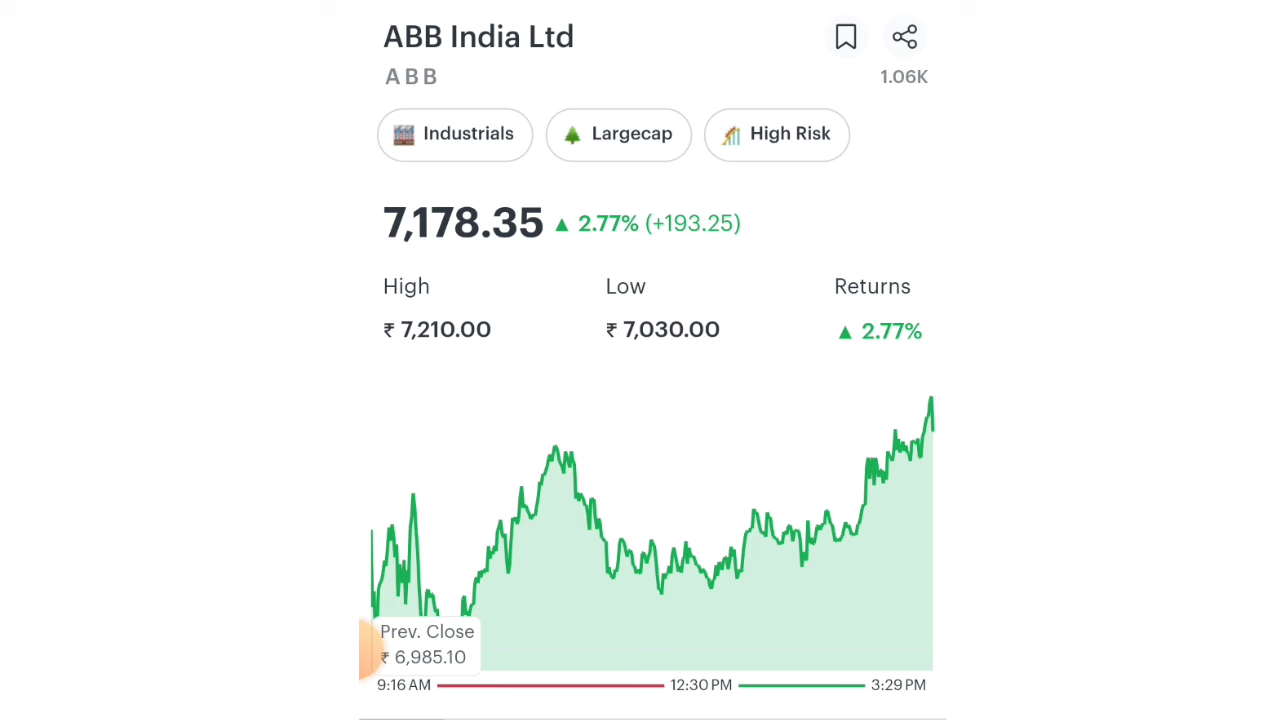 ABB India Ltd
ABB
1.06K
Industrials
Largecap
High Risk
7,178.35 ▲ 2.77% (+193.25)
High
Low
Returns
₹ 7,210.00
₹ 7,030.00
▲ 2.77%
Prev. Close
₹ 6,985.10
9:16 AM
12:30 PM
3:29 PM